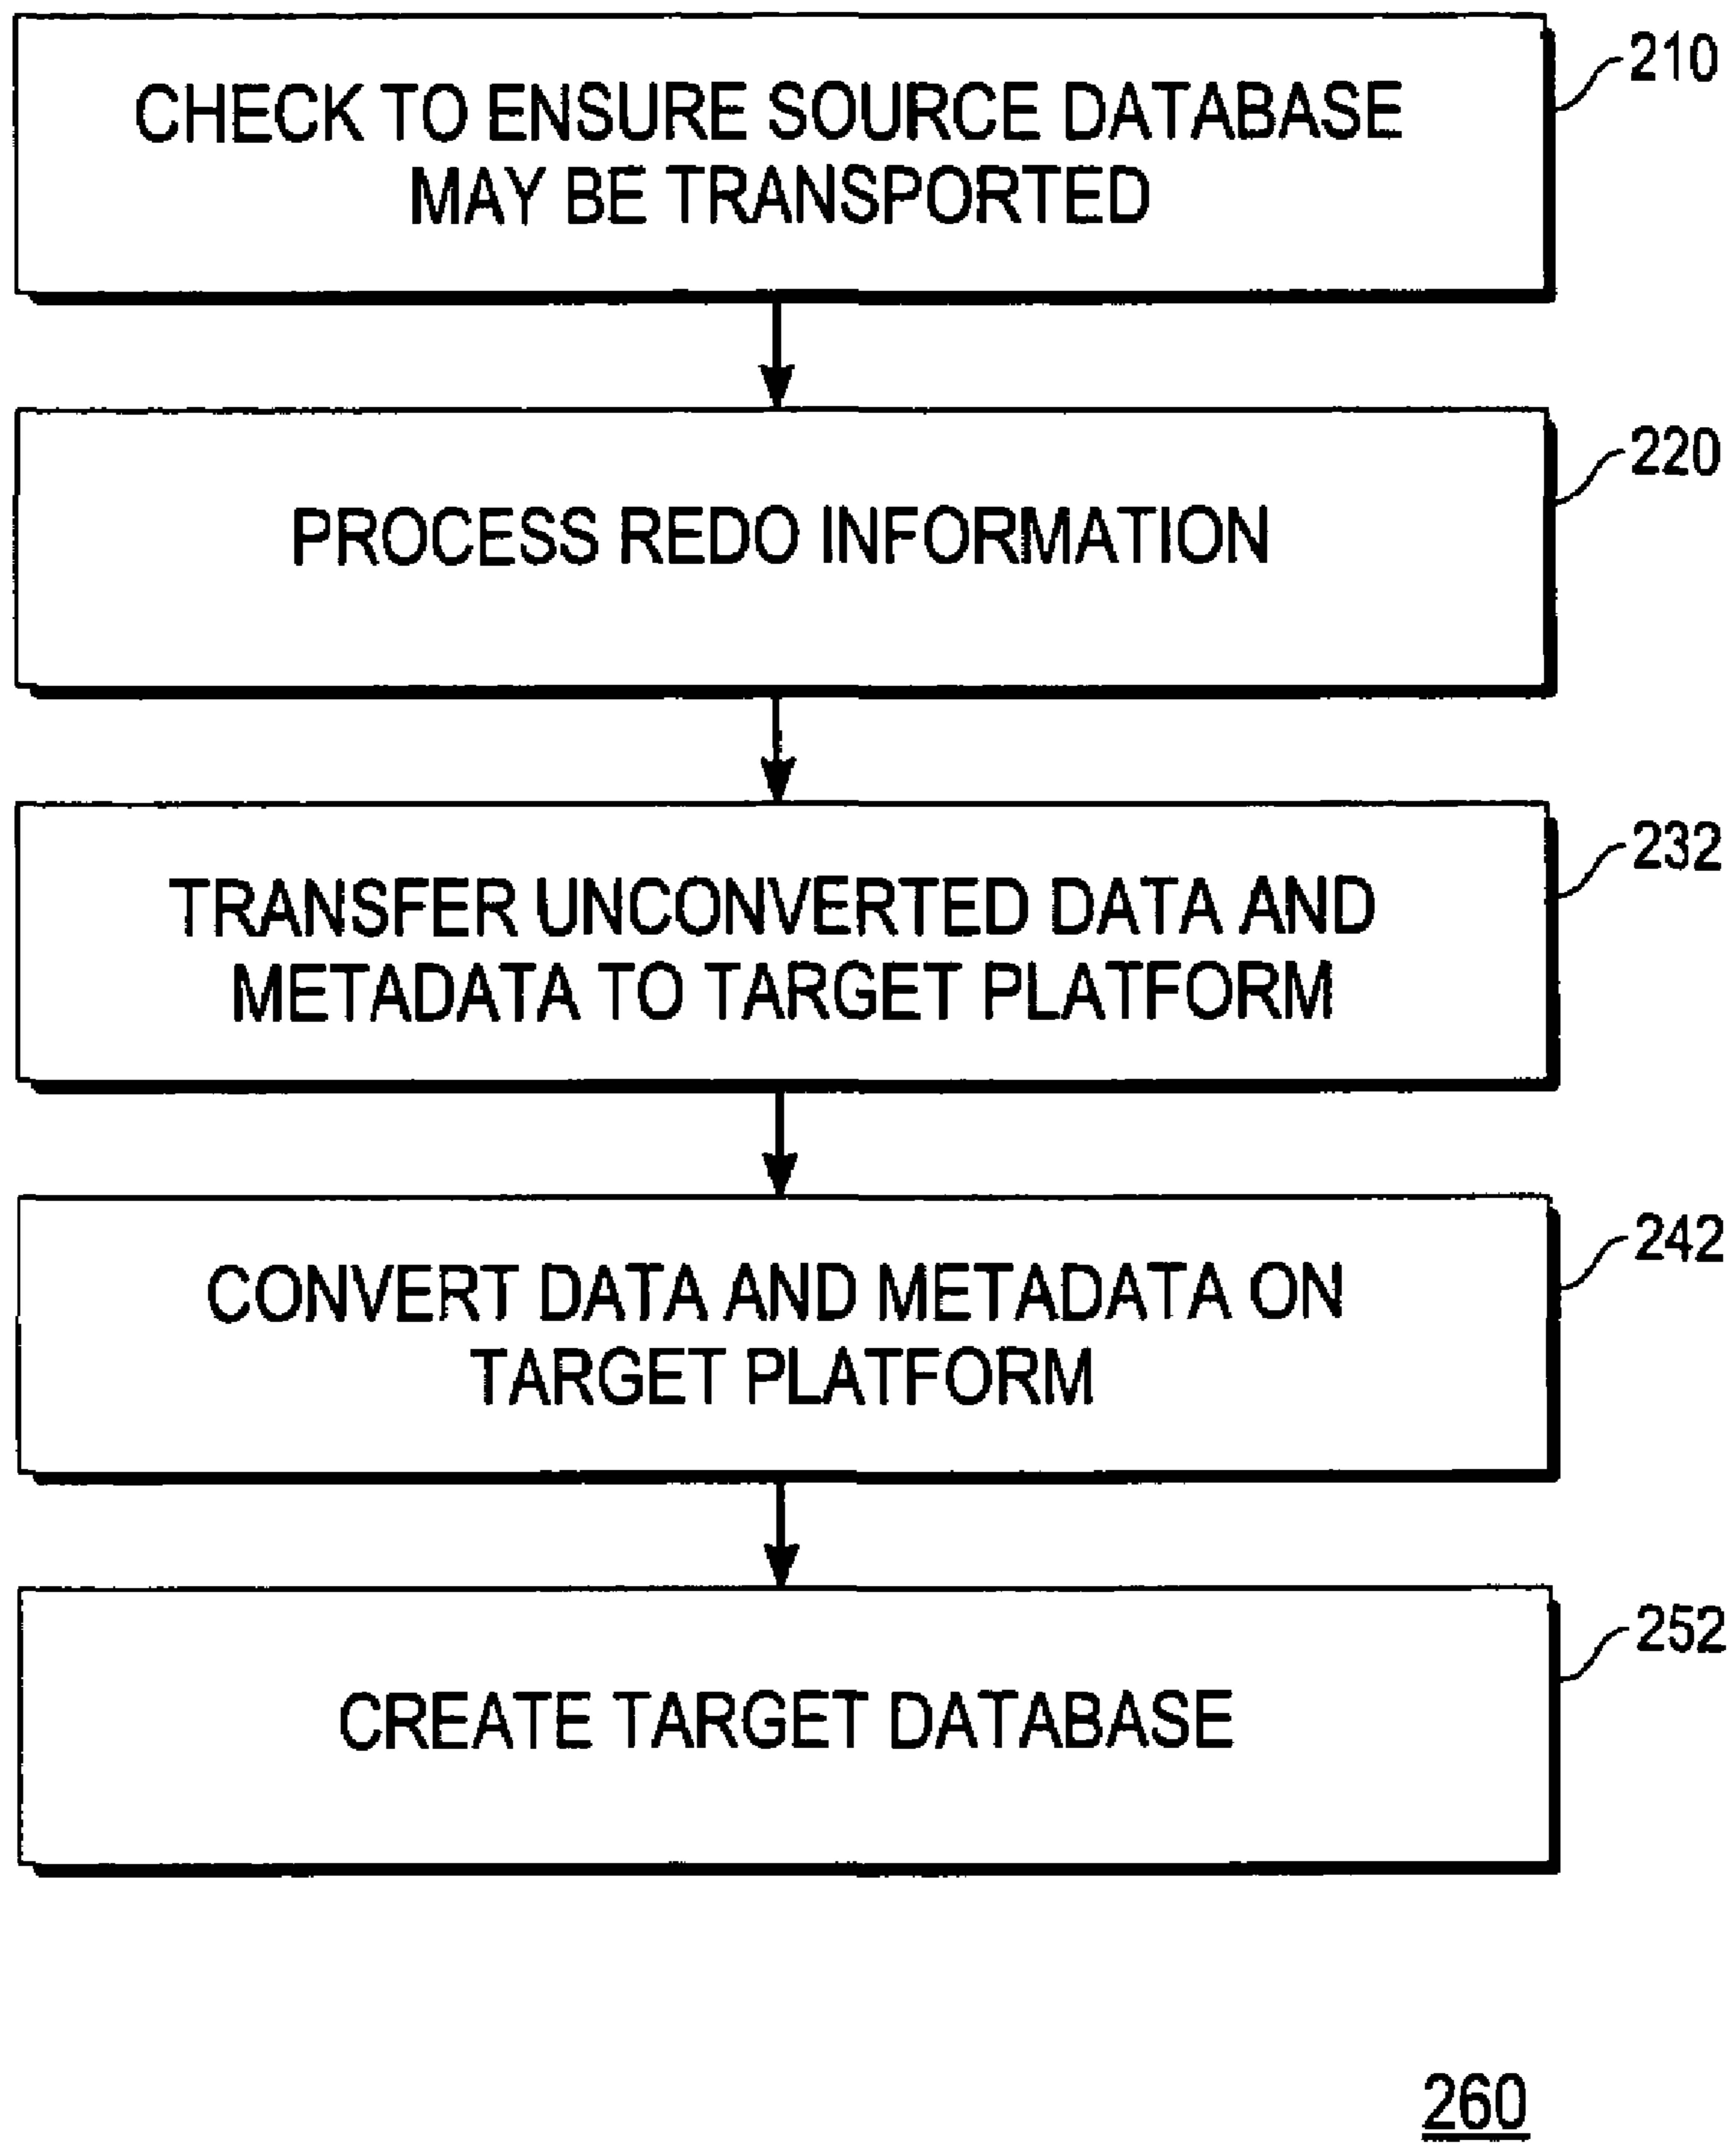 CHECK TO ENSURE SOURCE DATABASE
MAY BE TRANSPORTED
210
PROCESS REDO INFORMATION
220
TRANSFER UNCONVERTED DATA AND
METADATA TO TARGET PLATFORM
232
CONVERT DATA AND METADATA ON
TARGET PLATFORM
242
CREATE TARGET DATABASE
252
260